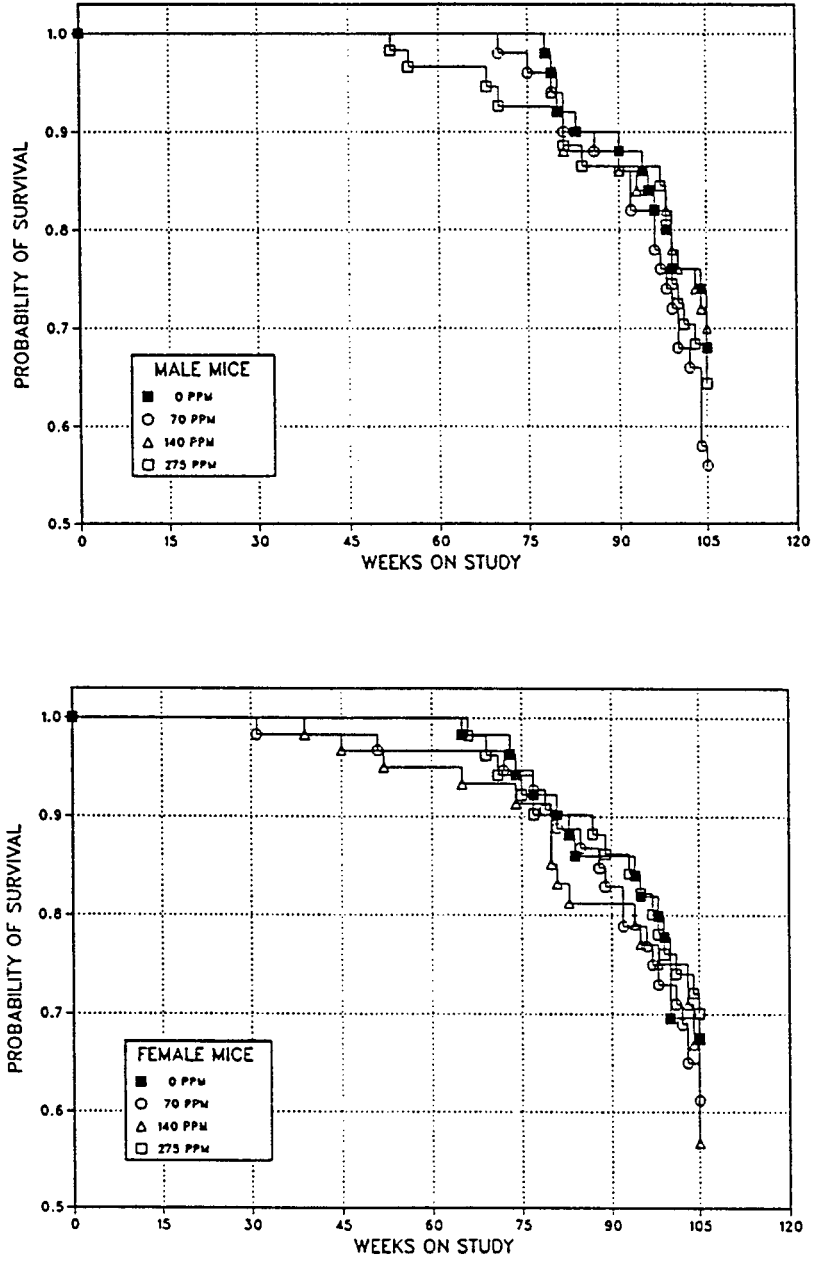 PROBABILITY OF SURVIVAL
1.0
0.9
0.8
0.7
0.6
0.5
MALE MICE
0 PPM
70 PPM
140 PPM
275 PPM
0 15 30 45 60 75 90 105 120
WEEKS ON STUDY
PROBABILITY OF SURVIVAL
1.0
0.9
0.8
0.7
0.6
0.5
FEMALE MICE
0 PPM
70 PPM
140 PPM
275 PPM
0 15 30 45 60 75 90 105 120
WEEKS ON STUDY